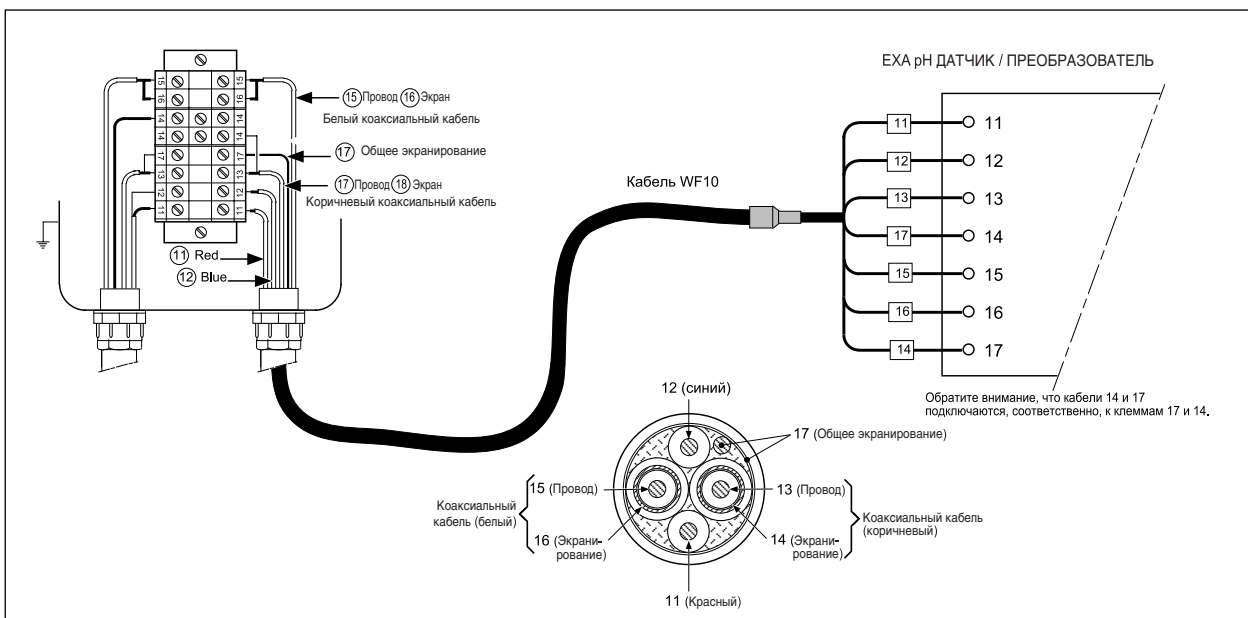 EXA pH ДАТЧИК / ПРЕОБРАЗОВАТЕЛЬ
15 15
16 16
14 14
14 14
17 17
13 13
12 12
11 11
15 Провод 16 Экран
Белый коаксиальный кабель
17 Общее экранирование
17 Провод 18 Экран
Коричневый коаксиальный кабель
11 Red
12 Blue
Кабель WF10
11 11
12 12
13 13
17 14
15 15
16 16
14 17
Обратите внимание, что кабели 14 и 17
подключаются, соответственно, к клеммам 17 и 14.
12 (синий)
17 (Общее экранирование)
15 (Провод)
13 (Провод)
Коаксиальный
кабель (белый)
Коаксиальный кабель
(коричневый)
16 (Экрани-
рование)
14 (Экрани-
рование)
11 (Красный)